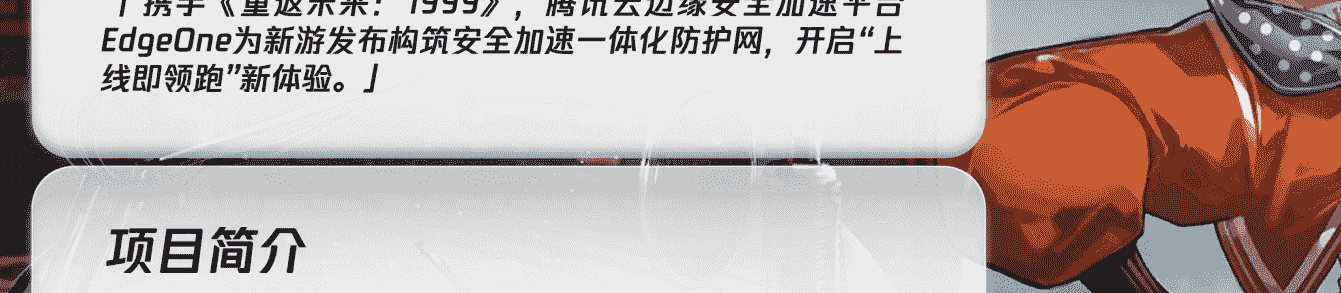 「携手《重返未来：1999》，腾讯云边缘安全加速平台
EdgeOne为新游发布构筑安全加速一体化防护网，开启“上
线即领跑”新体验。」
项目简介